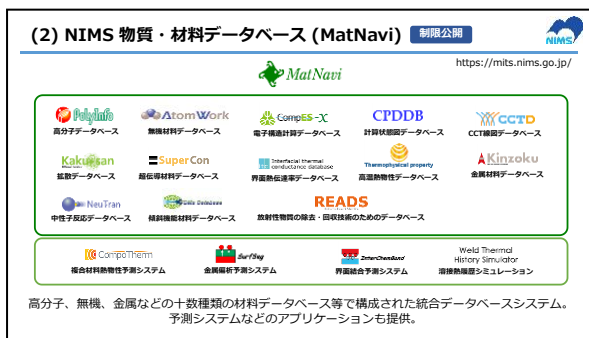 (2) NIMS 物質・材料データベース (MatNavi) 制限公開
NIMS
https://mits.nims.go.jp/
MatNavi
PolyInfo AtomWork CompES-X CPDDB CCTD
高分子データベース 無機材料データベース 電子構造計算データベース 計算状態図データベース CCT線図データベース
Kakusan SuperCon Interfacial thermal conductance database Thermophysical property Kinzoku
拡散データベース 超伝導材料データベース 界面熱伝達率データベース 高温熱物性データベース 金属材料データベース
NeuTran Database READS
中性子反応データベース 傾斜機能材料データベース 放射性物質の除去・回収技術のためのデータベース
CompoTherm SurfSeg InterChemBond Weld Thermal
History Simulator
複合材料熱物性予測システム 金属偏析予測システム 界面結合予測システム 溶接熱履歴シミュレーション
高分子、無機、金属などの十数種類の材料データベース等で構成された統合データベースシステム。
予測システムなどのアプリケーションも提供。